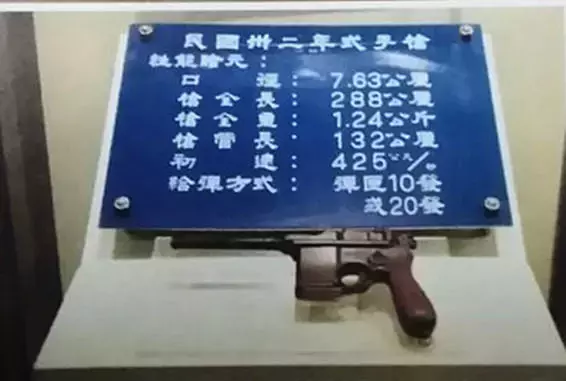 民國卅二年式手槍
性能諸元：
口徑：7.63公厘
槍全長：288公厘
槍全重：1.24公斤
槍管長：132公厘
初速：425公尺/秒
給彈方式：彈匣10發
或20發